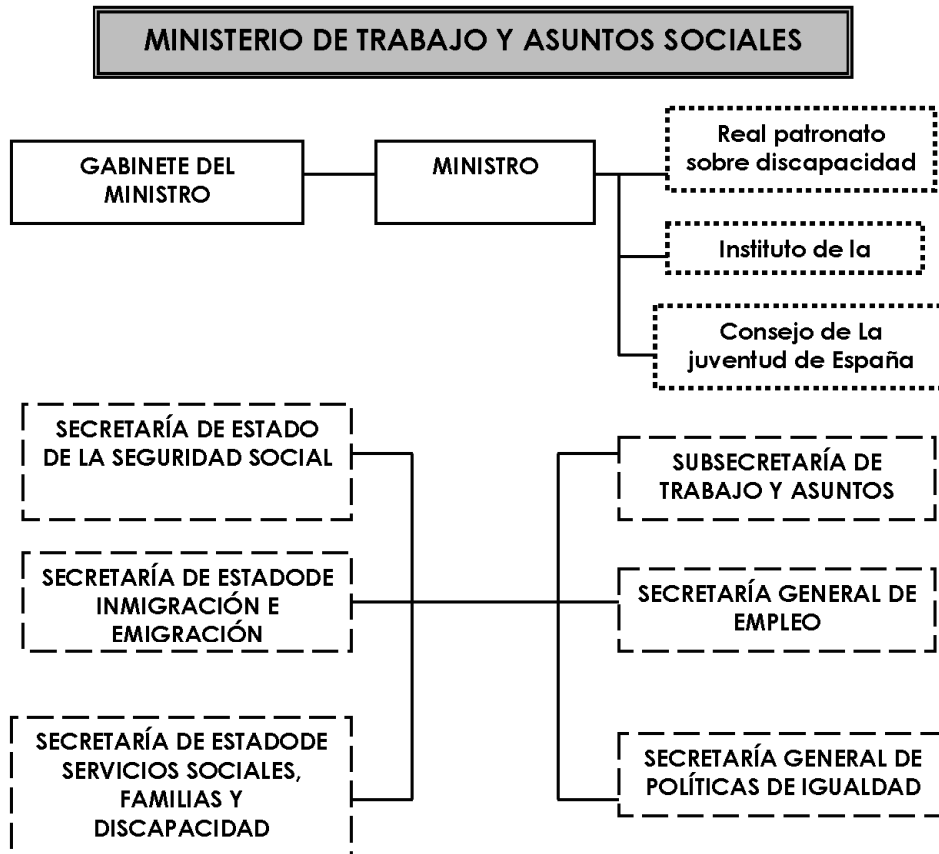 MINISTERIO DE TRABAJO Y ASUNTOS SOCIALES
GABINETE DEL
MINISTRO
MINISTRO
Real patronato
sobre discapacidad
Instituto de la
Consejo de La
juventud de España
SECRETARÍA DE ESTADO
DE LA SEGURIDAD SOCIAL
SUBSECRETARÍA DE
TRABAJO Y ASUNTOS
SECRETARÍA DE ESTADODE
INMIGRACIÓN E
EMIGRACIÓN
SECRETARÍA GENERAL DE
EMPLEO
SECRETARÍA DE ESTADODE
SERVICIOS SOCIALES,
FAMILIAS Y
DISCAPACIDAD
SECRETARÍA GENERAL DE
POLÍTICAS DE IGUALDAD